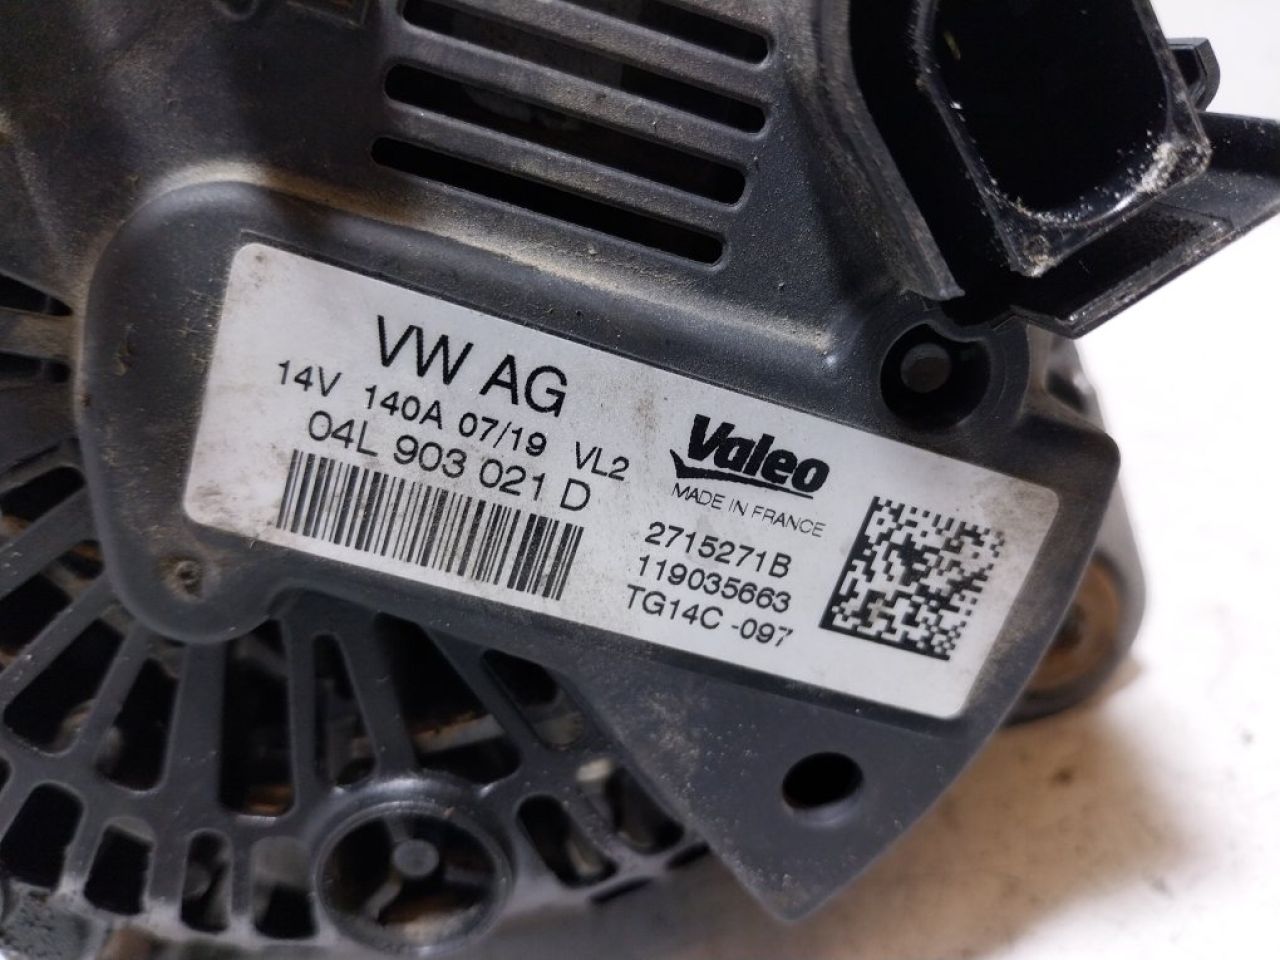 VW AG
14V 140A 07/19 VL2
04L 903 021 D
Valeo
MADE IN FRANCE
2715271B
119035663
TG14C -097